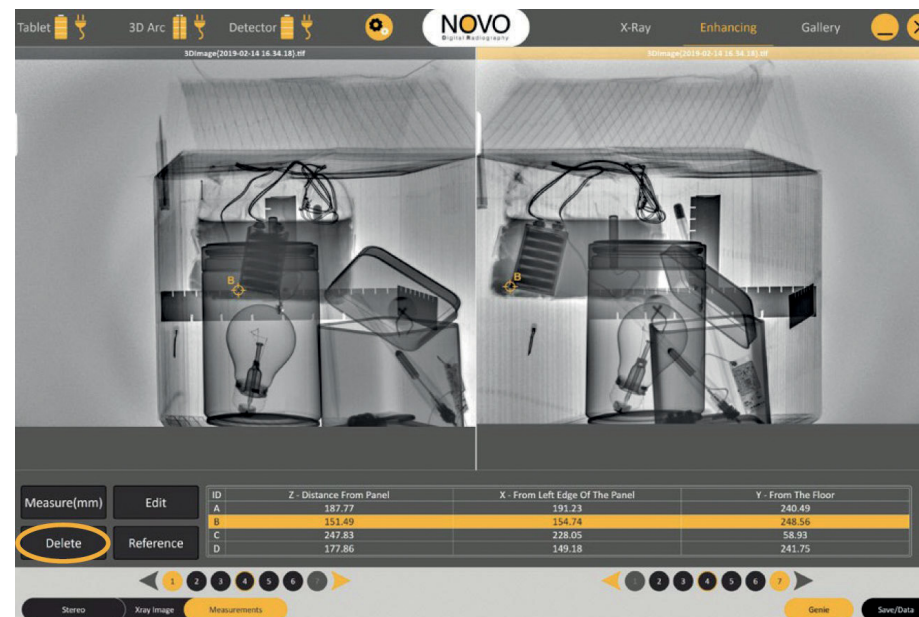 Tablet 3D Arc Detector NOVO X-Ray Enhancing Gallery
Digital Radiography
3DImage[2019-02-14 16.34.18].tif 3DImage[2019-02-14 16.34.18].tif
B B
Measure(mm) Edit
Delete Reference
ID Z - Distance From Panel X - From Left Edge Of The Panel Y - From The Floor
A 187.77 191.23 240.49
B 151.49 154.74 248.56
C 247.83 228.05 58.93
D 177.86 149.18 241.75
1 2 3 4 5 6 7 1 2 3 4 5 6 7
Stereo Xray Image Measurements Genie Save/Data